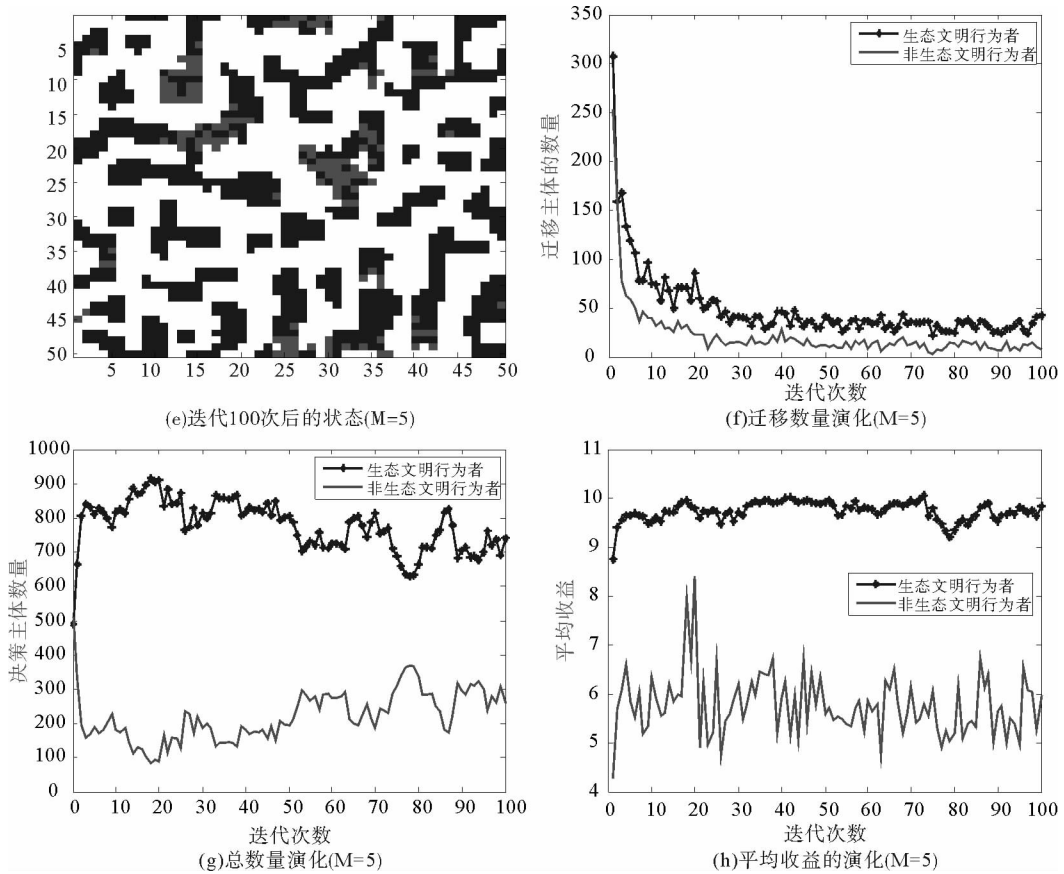 5
10
15
20
25
30
35
40
45
50
5 10 15 20 25 30 35 40 45 50
(e)迭代100次后的状态(M=5)
350
300
250
200
150
100
50
0
迁移主体的数量
生态文明行为者
非生态文明行为者
0 10 20 30 40 50 60 70 80 90 100
迭代次数
(f)迁移数量演化(M=5)
1000
900
800
700
600
500
400
300
200
100
0
决策主体数量
生态文明行为者
非生态文明行为者
0 10 20 30 40 50 60 70 80 90 100
迭代次数
(g)总数量演化(M=5)
11
10
9
8
7
6
5
4
平均收益
生态文明行为者
非生态文明行为者
0 10 20 30 40 50 60 70 80 90 100
迭代次数
(h)平均收益的演化(M=5)